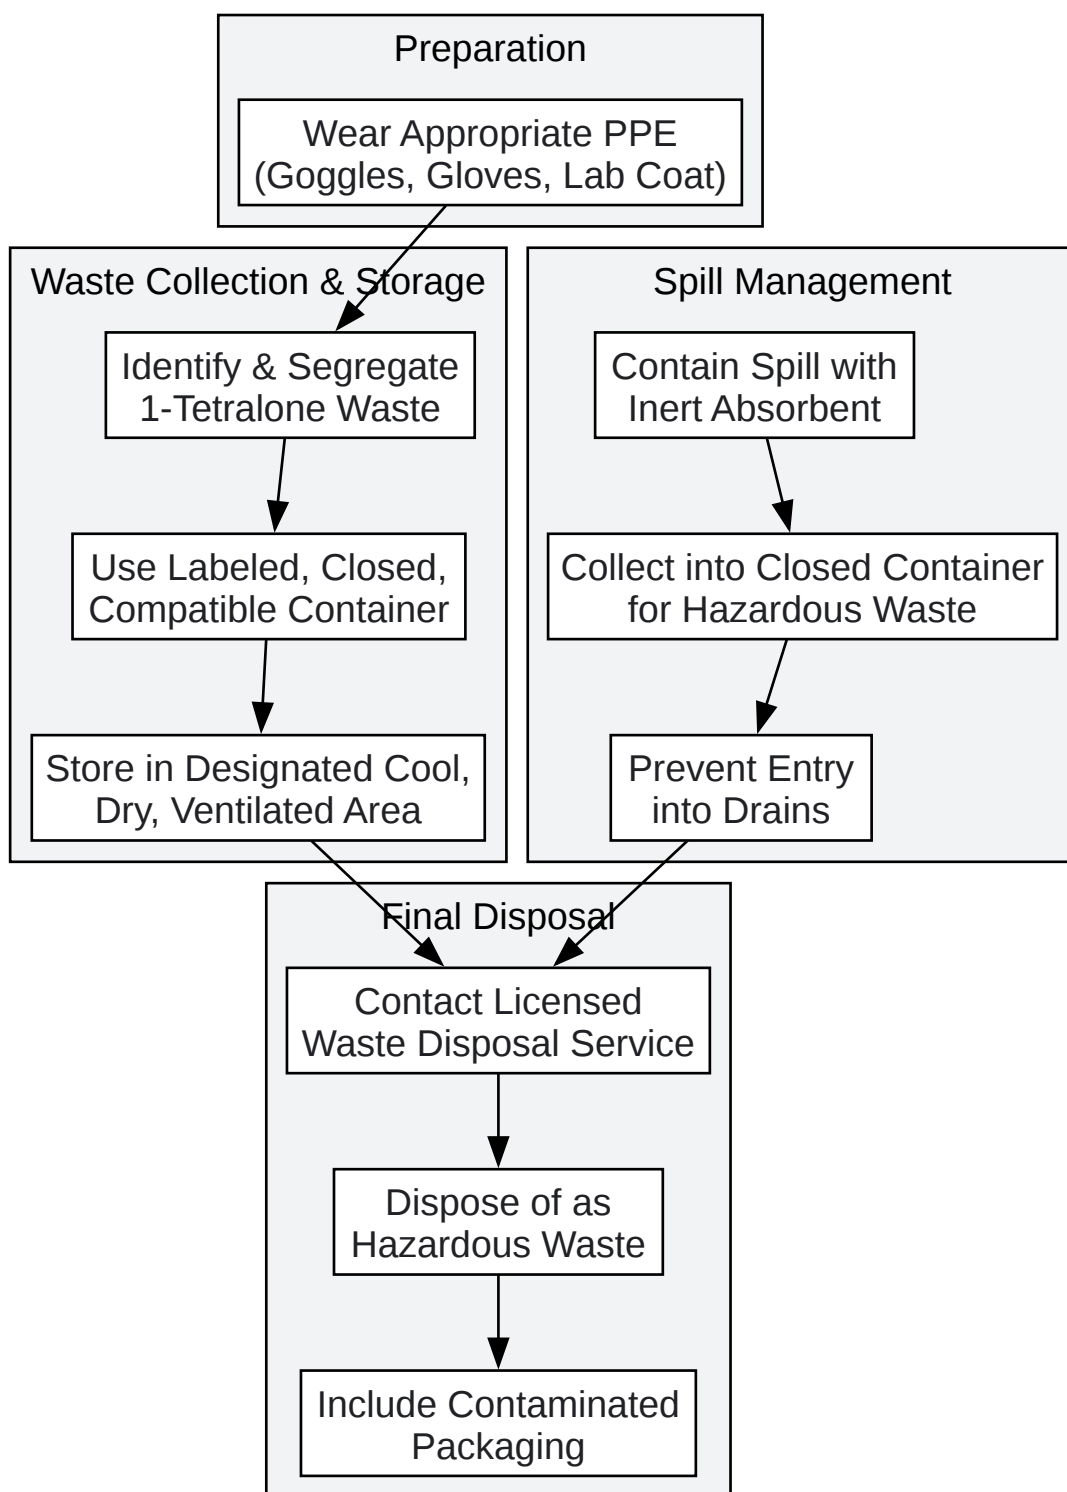 Preparation
Wear Appropriate PPE
(Goggles, Gloves, Lab Coat)
Waste Collection & Storage
Identify & Segregate
1-Tetralone Waste
Use Labeled, Closed,
Compatible Container
Store in Designated Cool,
Dry, Ventilated Area
Spill Management
Contain Spill with
Inert Absorbent
Collect into Closed Container
for Hazardous Waste
Prevent Entry
into Drains
Final Disposal
Contact Licensed
Waste Disposal Service
Dispose of as
Hazardous Waste
Include Contaminated
Packaging